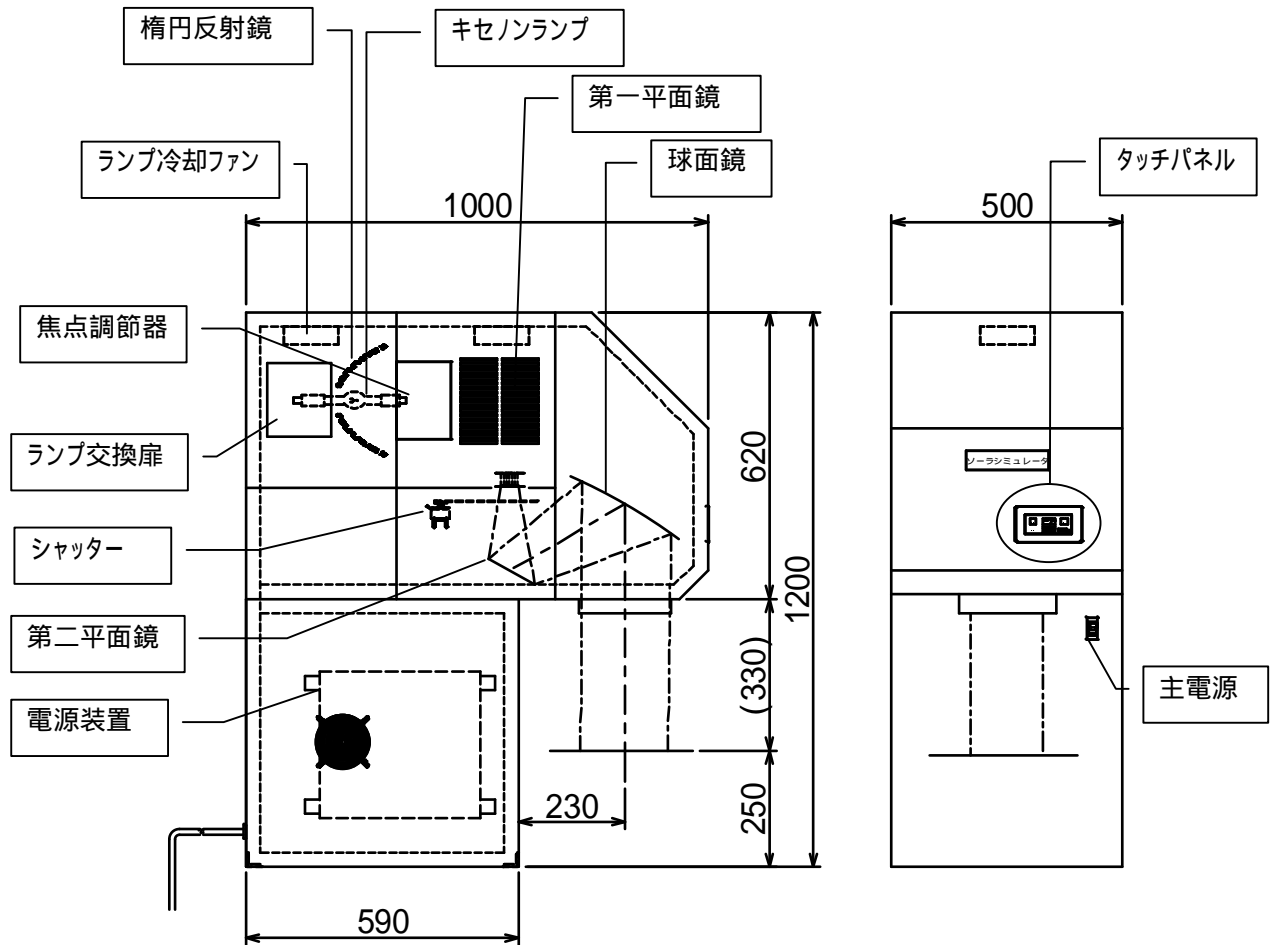 楕円反射鏡
キセノンランプ
第一平面鏡
ランプ冷却ファン
球面鏡
タッチパネル
1000
500
焦点調節器
ランプ交換扉
620
ソーラシミュレータ
シャッター
1200
第二平面鏡
(330)
主電源
電源装置
230
250
590